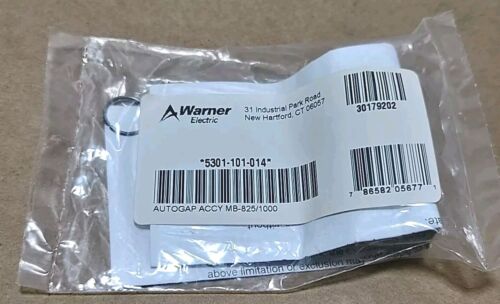 Warner
Electric
31 Industrial Park Road
New Hartford, CT 06057
30179202
"5301-101-014"
7 86582 05677 1
AUTOGAP ACCY MB-825/1000
above limitation or exclusion may